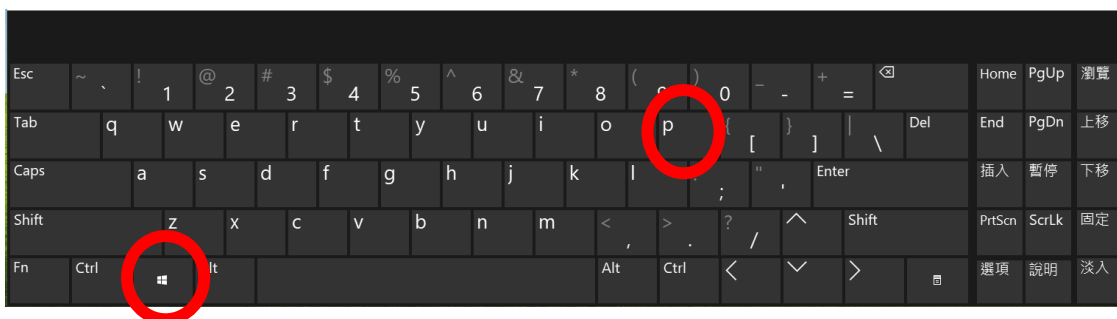 Esc ~ ` ! 1 @ 2 # 3 $ 4 % 5 ^ 6 & 7 * 8 ( 9 ) 0 _ - + = Home PgUp 瀏覽
Tab q w e r t y u i o p { [ } ] | \ Del End PgDn 上移
Caps a s d f g h j k l : ; " ' Enter 插入 暫停 下移
Shift z x c v b n m < , > . ? / Shift PrtScn ScrLk 固定
Fn Ctrl Alt Alt Ctrl 選項 說明 淡入